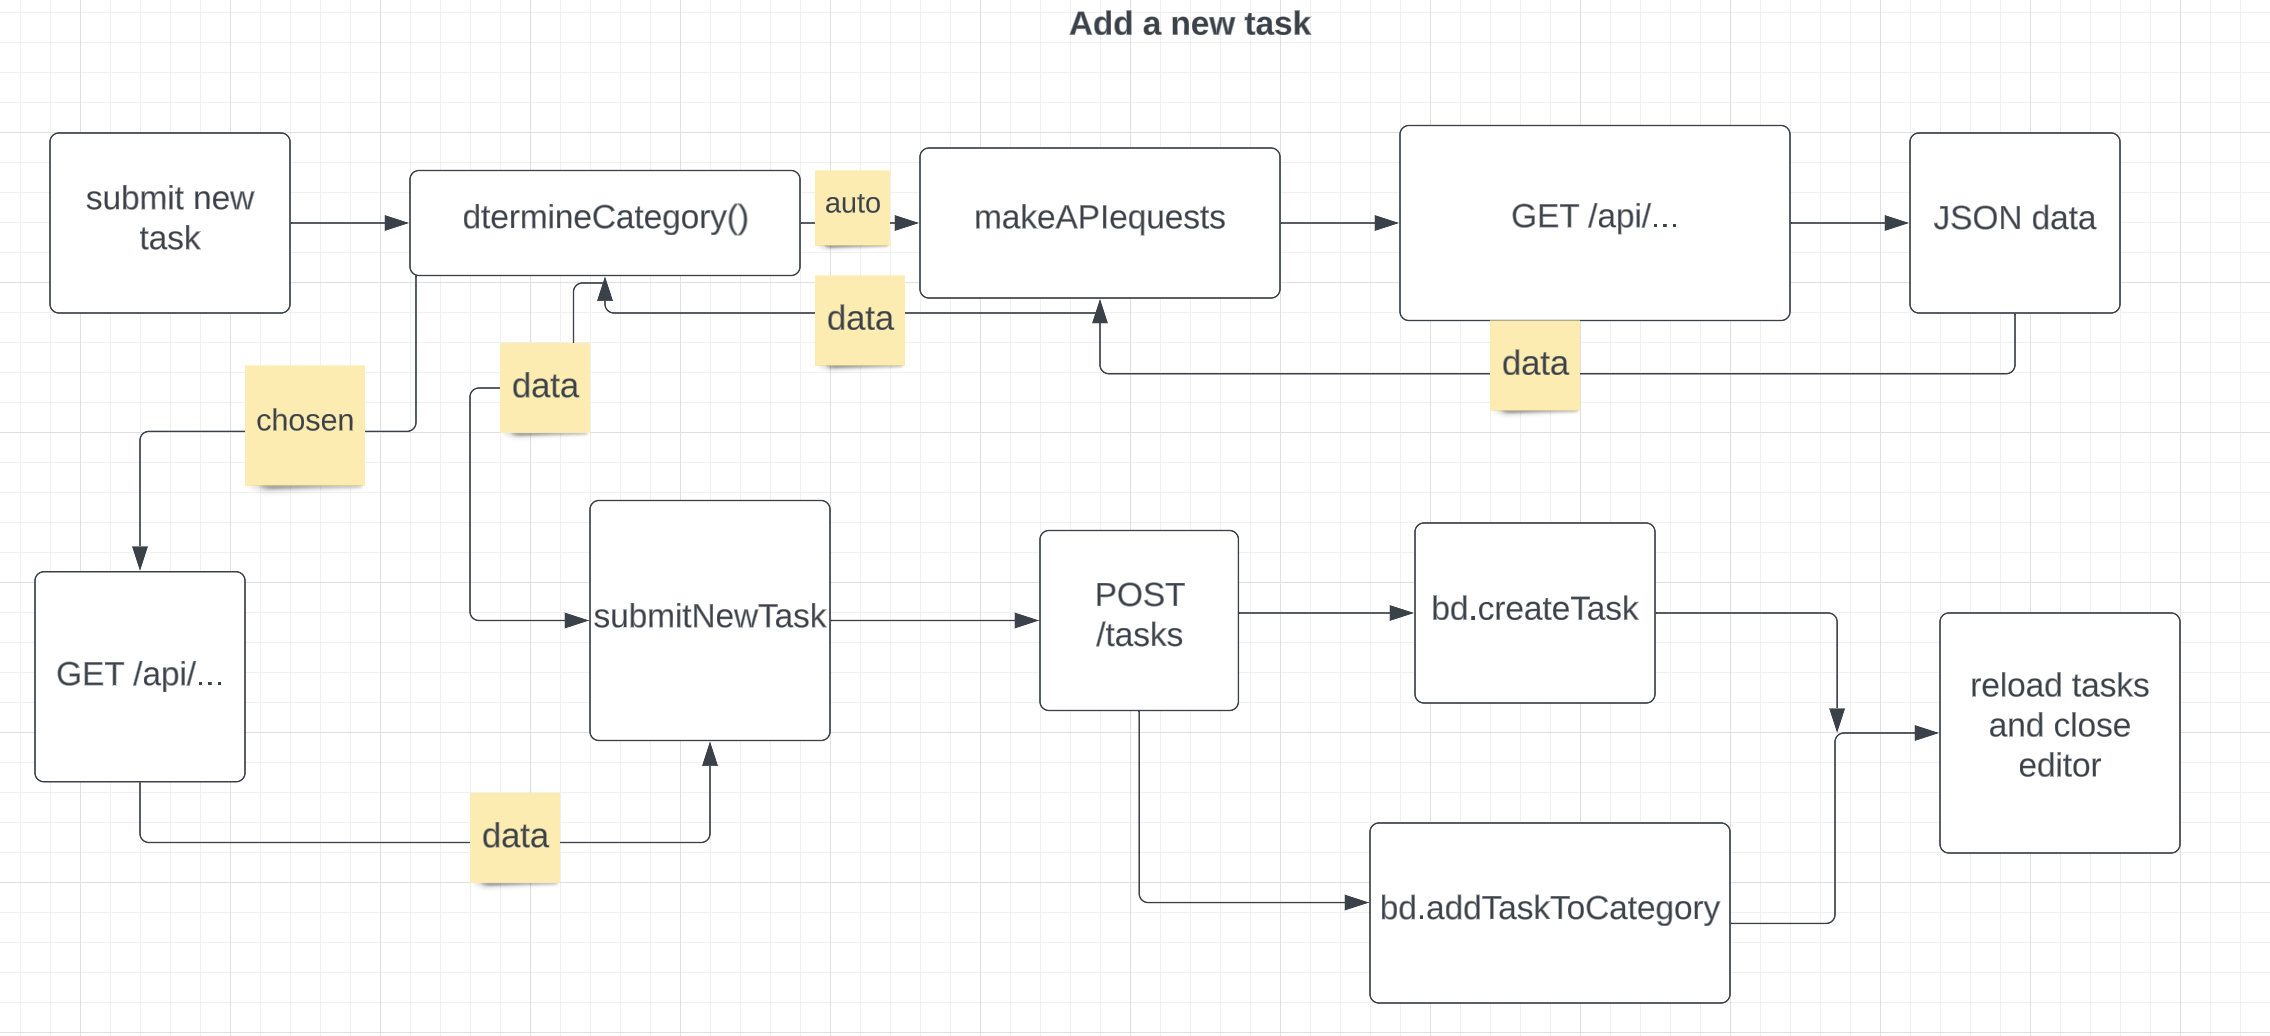 Add a new task
submit new
task
dtermineCategory()
auto
makeAPIequests
GET /api/...
JSON data
data
data
data
chosen
submitNewTask
POST
/tasks
bd.createTask
GET /api/...
reload tasks
and close
editor
data
bd.addTaskToCategory